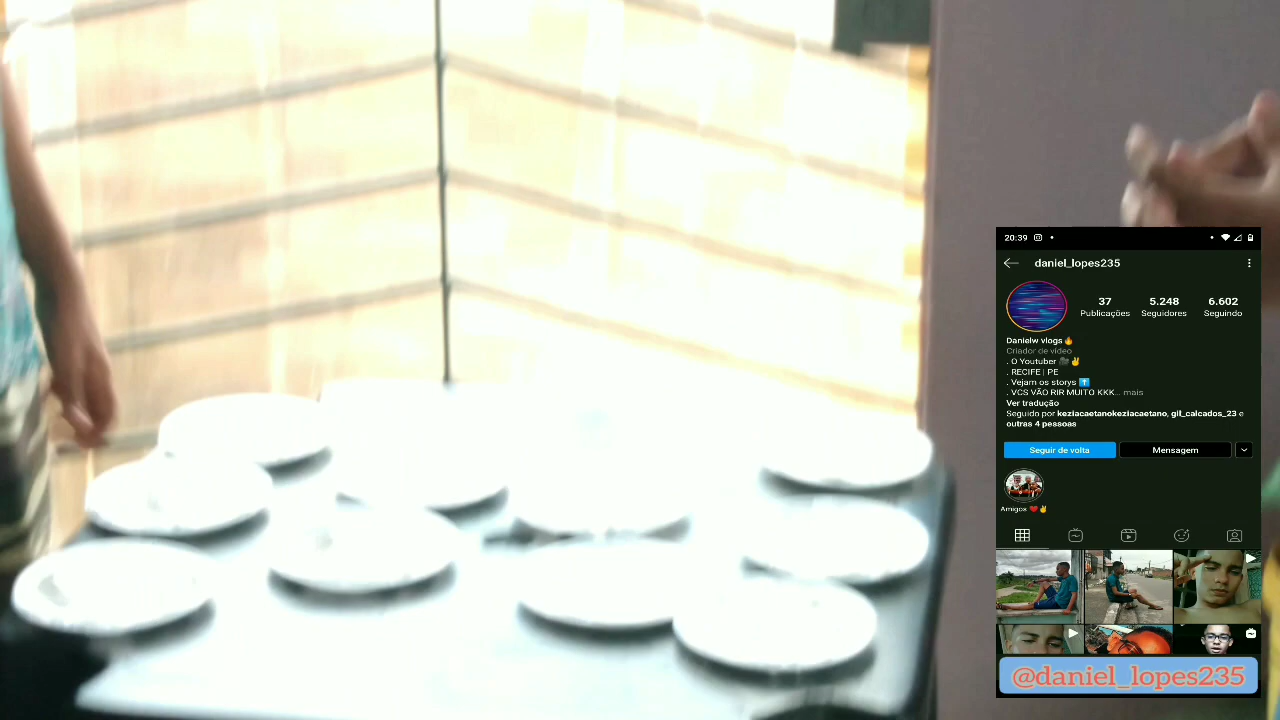 20:39
daniel_lopes235
37 5.248 6.602
Publicações Seguidores Seguindo
Danielw vlogs🔥
Criador de vídeo
. O Youtuber 🎥✌
. RECIFE | PE
. Vejam os storys ⬆
. VCS VÃO RIR MUITO KKK... mais
Ver tradução
Seguido por keziacaetanokeziacaetano, gil_calcados_23 e
outras 4 pessoas
Seguir de volta Mensagem
Amigos ❤✌
@daniel_lopes235